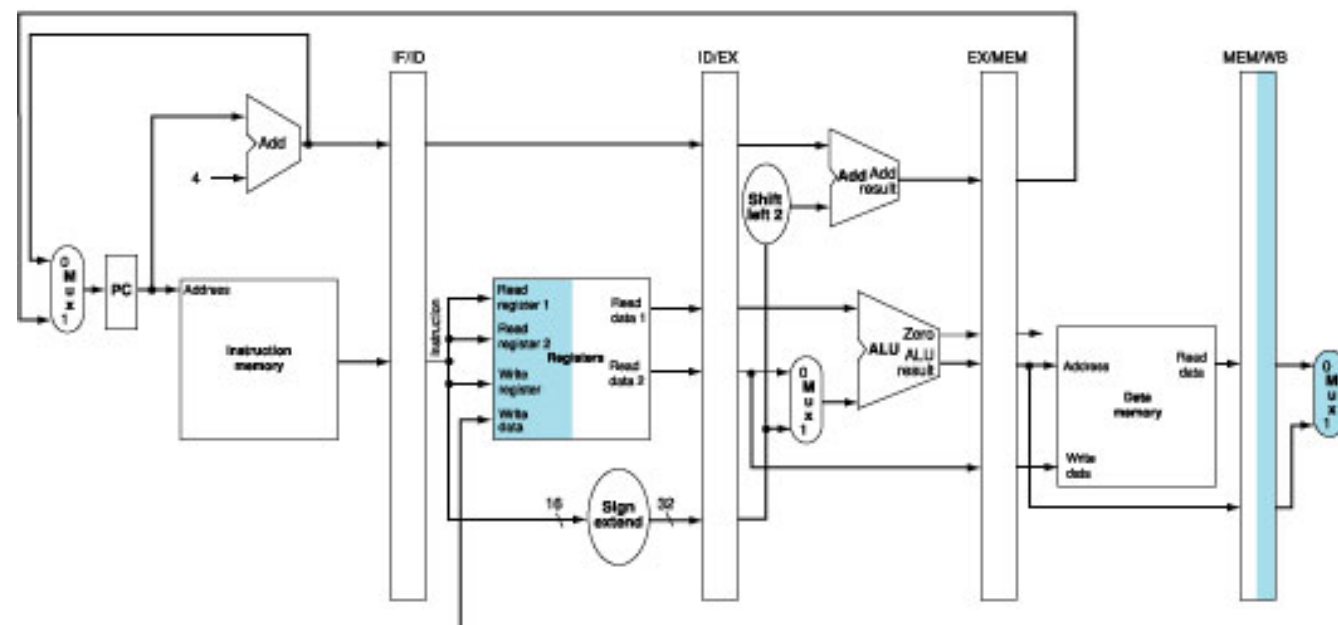 IF/ID
ID/EX
EX/MEM
MEM/WB
Add
4
Add Add
result
Shift
left 2
0
M
u
x
1
PC
Address
Instruction
memory
Instruction
Read
register 1
Read
register 2
Registers
Write
register
Write
data
Read
data 1
Read
data 2
0
M
u
x
1
Zero
ALU
ALU
result
Address
Read
data
Data
memory
Write
data
0
M
u
x
1
16
Sign
extend
32